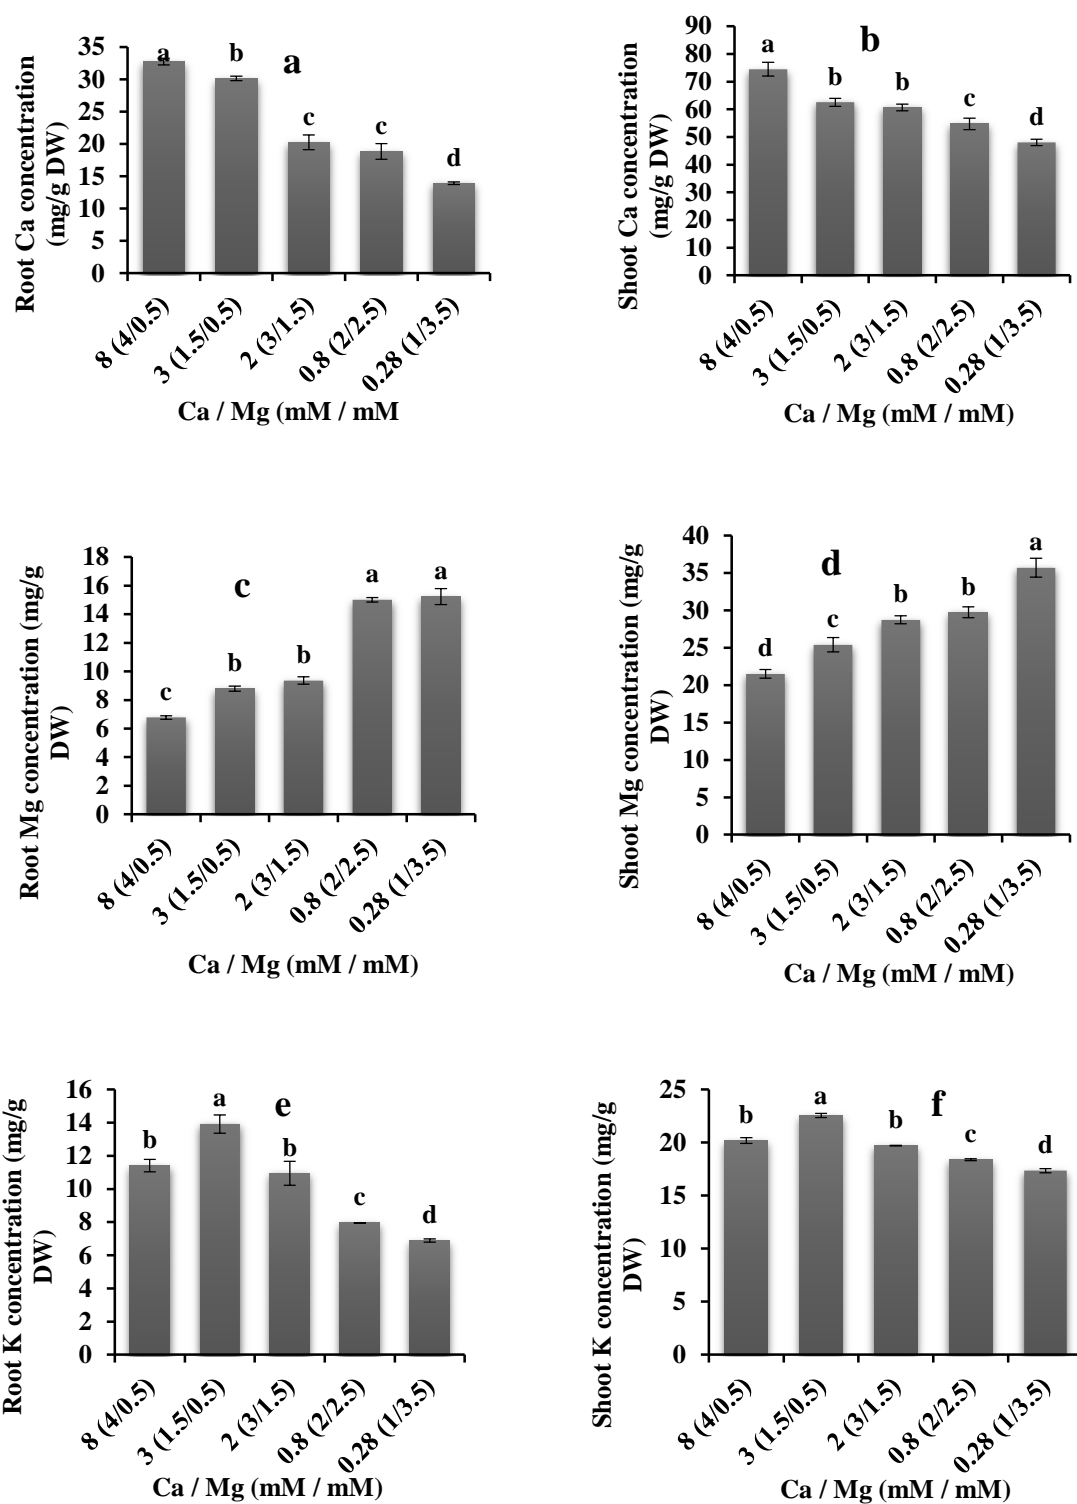 Root Ca concentration
(mg/g DW)
35
30
25
20
15
10
5
0
a
b
c
c
d
a
8 (4/0.5)
3 (1.5/0.5)
2 (3/1.5)
0.8 (2/2.5)
0.28 (1/3.5)
Ca / Mg (mM / mM
Shoot Ca concentration
(mg/g DW)
90
80
70
60
50
40
30
20
10
0
a
b
b
c
d
b
8 (4/0.5)
3 (1.5/0.5)
2 (3/1.5)
0.8 (2/2.5)
0.28 (1/3.5)
Ca / Mg (mM / mM)
Root Mg concentration (mg/g
DW)
18
16
14
12
10
8
6
4
2
0
c
b
b
a
a
c
8 (4/0.5)
3 (1.5/0.5)
2 (3/1.5)
0.8 (2/2.5)
0.28 (1/3.5)
Ca / Mg (mM / mM)
Shoot Mg concentration (mg/g
DW)
40
35
30
25
20
15
10
5
0
d
c
b
b
a
d
8 (4/0.5)
3 (1.5/0.5)
2 (3/1.5)
0.8 (2/2.5)
0.28 (1/3.5)
Ca / Mg (mM / mM)
Root K concentration (mg/g
DW)
16
14
12
10
8
6
4
2
0
b
a
b
c
d
e
8 (4/0.5)
3 (1.5/0.5)
2 (3/1.5)
0.8 (2/2.5)
0.28 (1/3.5)
Ca / Mg (mM / mM)
Shoot K concentration (mg/g
DW)
25
20
15
10
5
0
b
a
b
c
d
f
8 (4/0.5)
3 (1.5/0.5)
2 (3/1.5)
0.8 (2/2.5)
0.28 (1/3.5)
Ca / Mg (mM / mM)